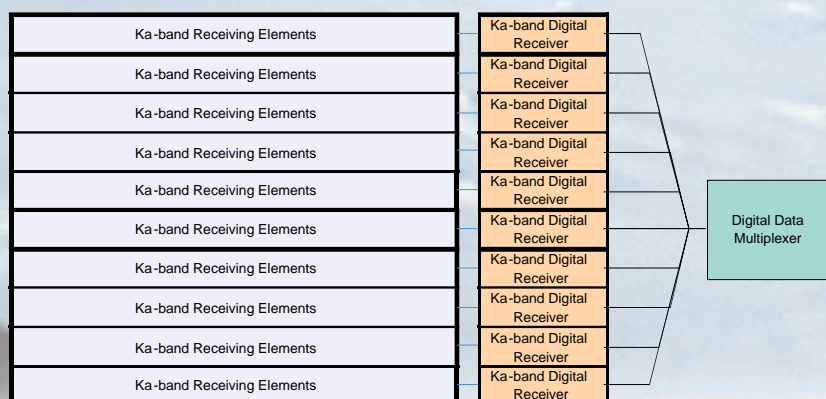 Ka-band Receiving Elements
Ka-band Digital
Receiver
Ka-band Receiving Elements
Ka-band Digital
Receiver
Ka-band Receiving Elements
Ka-band Digital
Receiver
Ka-band Receiving Elements
Ka-band Digital
Receiver
Ka-band Receiving Elements
Ka-band Digital
Receiver
Ka-band Receiving Elements
Ka-band Digital
Receiver
Ka-band Receiving Elements
Ka-band Digital
Receiver
Ka-band Receiving Elements
Ka-band Digital
Receiver
Ka-band Receiving Elements
Ka-band Digital
Receiver
Ka-band Receiving Elements
Ka-band Digital
Receiver
Digital Data
Multiplexer